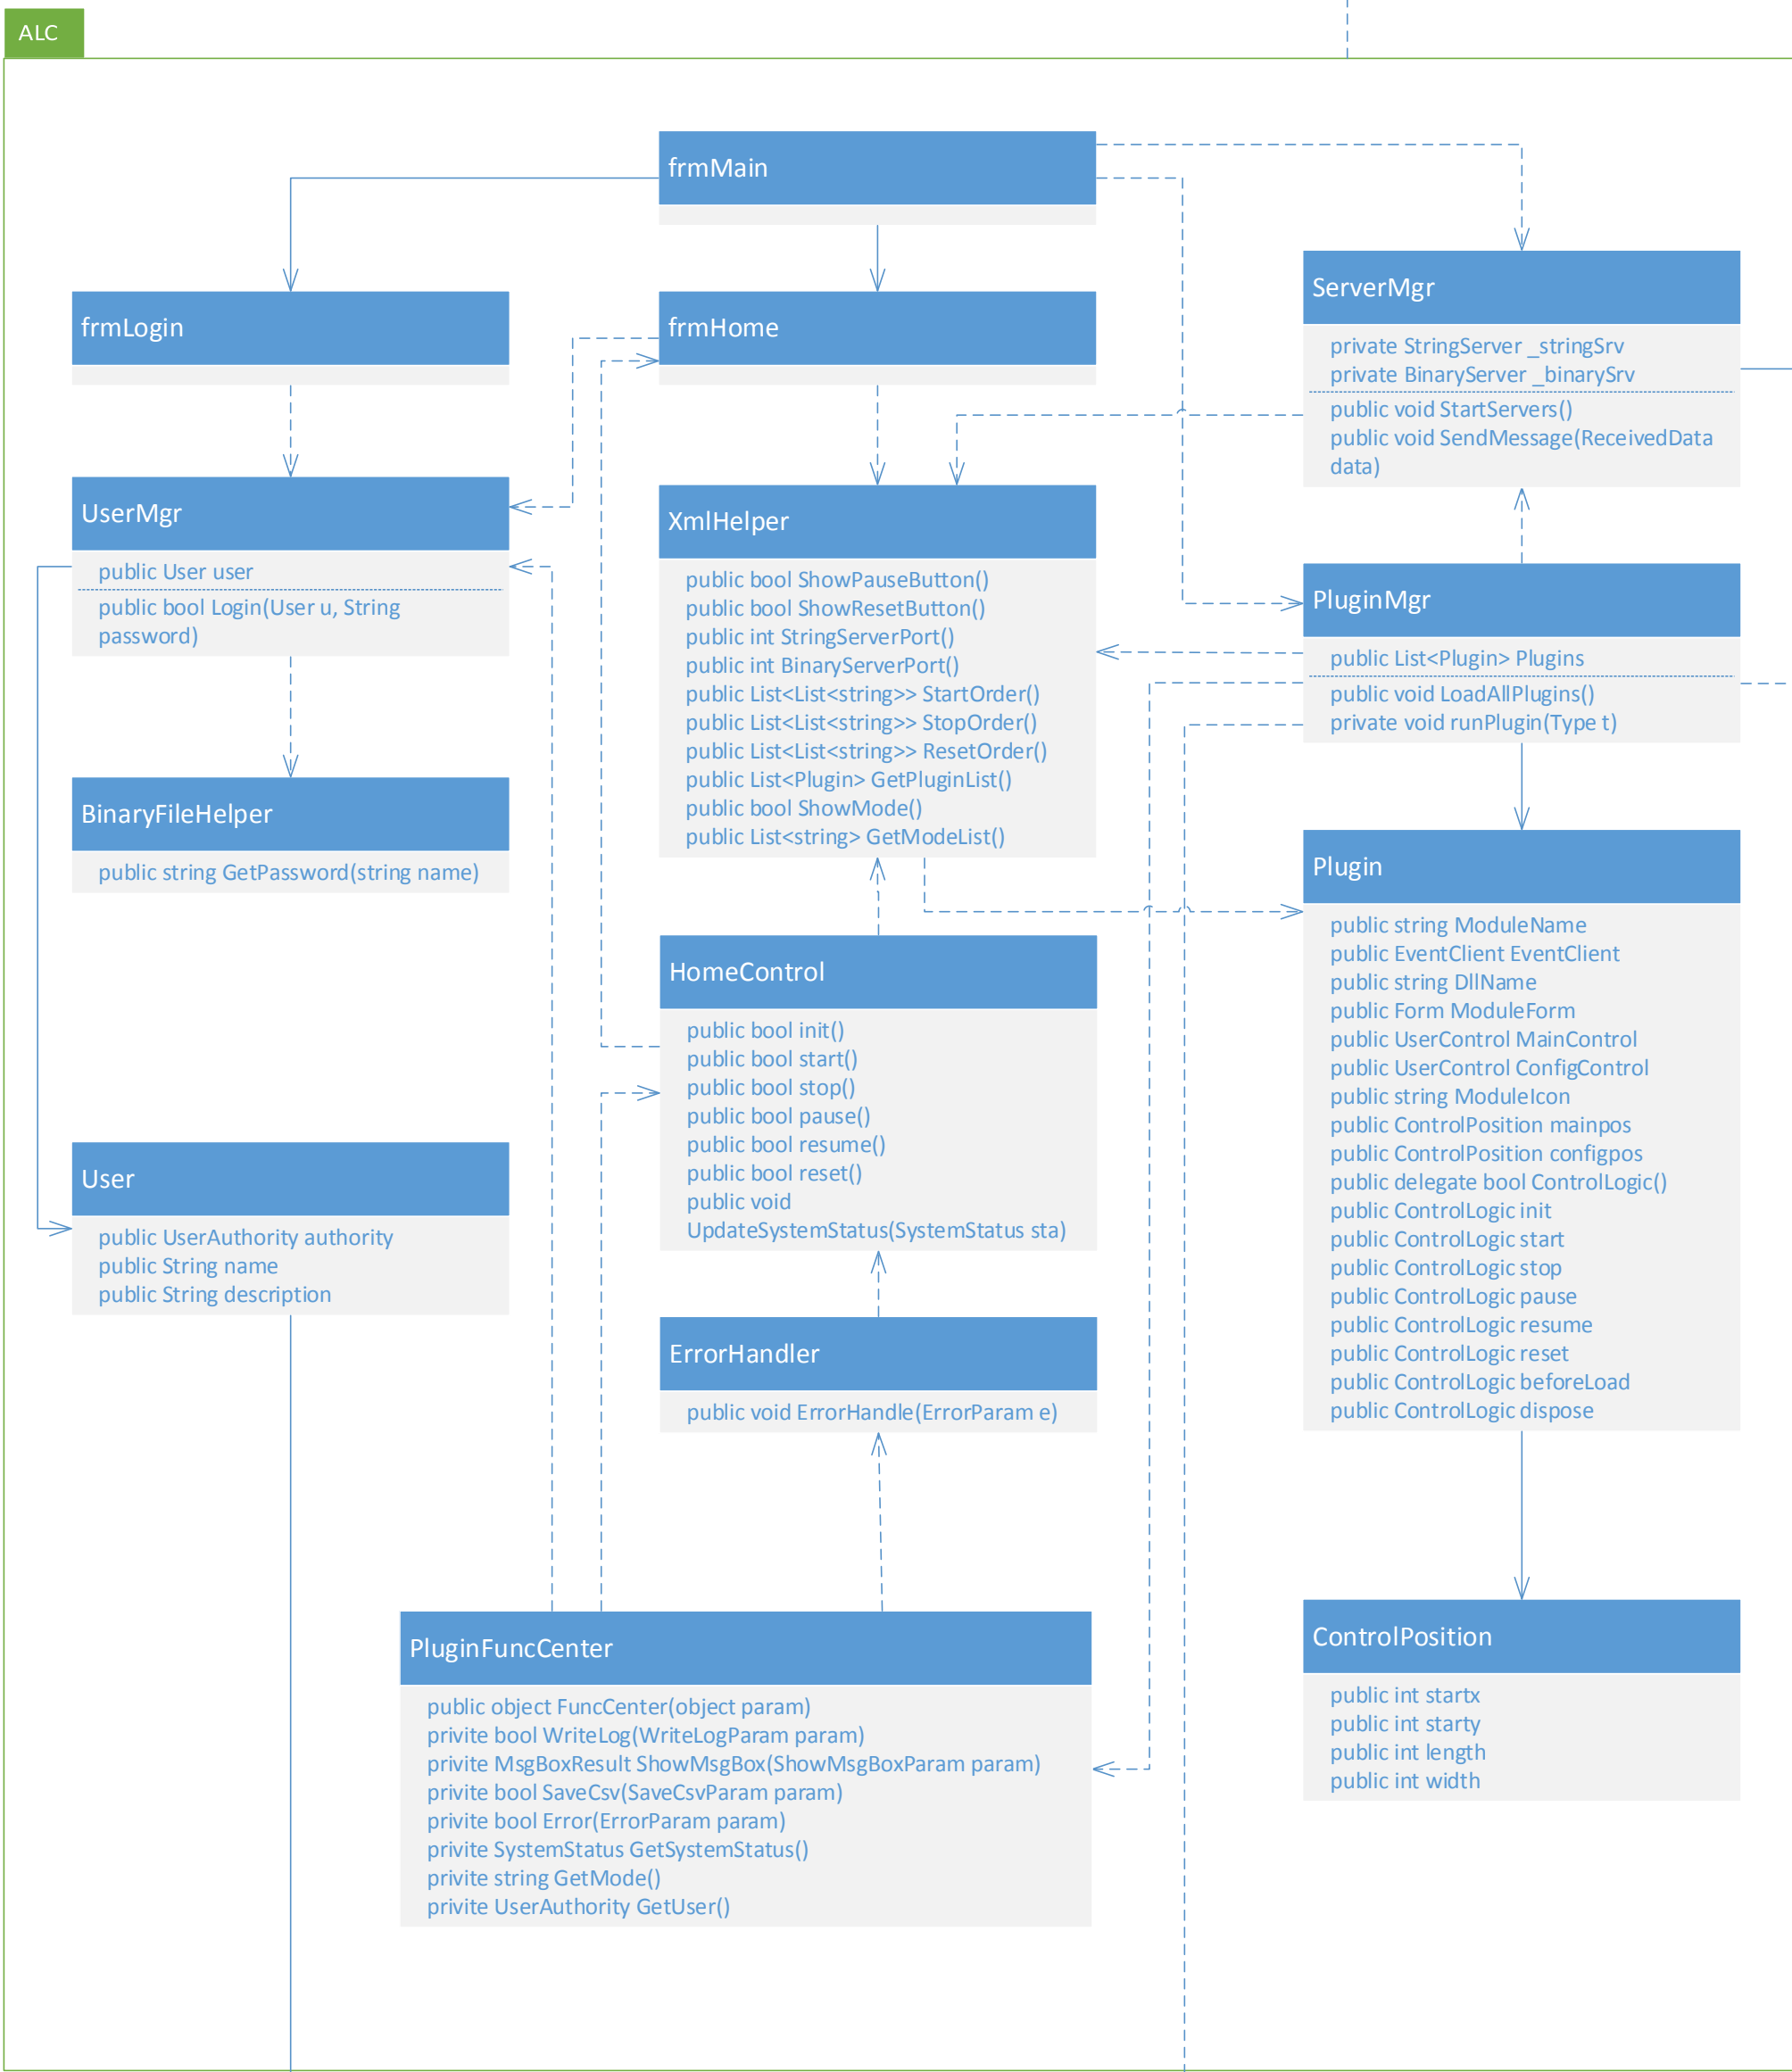 ALC
frmMain
frmLogin
frmHome
ServerMgr
private StringServer _stringSrv
private BinaryServer _binarySrv
public void StartServers()
public void SendMessage(ReceivedData
data)
UserMgr
public User user
public bool Login(User u, String
password)
XmlHelper
public bool ShowPauseButton()
public bool ShowResetButton()
public int StringServerPort()
public int BinaryServerPort()
public List<List<string>> StartOrder()
public List<List<string>> StopOrder()
public List<List<string>> ResetOrder()
public List<Plugin> GetPluginList()
public bool ShowMode()
public List<string> GetModeList()
PluginMgr
public List<Plugin> Plugins
public void LoadAllPlugins()
private void runPlugin(Type t)
BinaryFileHelper
public string GetPassword(string name)
Plugin
public string ModuleName
public EventClient EventClient
public string DllName
public Form ModuleForm
public UserControl MainControl
public UserControl ConfigControl
public string ModuleIcon
public ControlPosition mainpos
public ControlPosition configpos
public delegate bool ControlLogic()
public ControlLogic init
public ControlLogic start
public ControlLogic stop
public ControlLogic pause
public ControlLogic resume
public ControlLogic reset
public ControlLogic beforeLoad
public ControlLogic dispose
HomeControl
public bool init()
public bool start()
public bool stop()
public bool pause()
public bool resume()
public bool reset()
public void
UpdateSystemStatus(SystemStatus sta)
User
public UserAuthority authority
public String name
public String description
ErrorHandler
public void ErrorHandle(ErrorParam e)
PluginFuncCenter
public object FuncCenter(object param)
privite bool WriteLog(WriteLogParam param)
privite MsgBoxResult ShowMsgBox(ShowMsgBoxParam param)
privite bool SaveCsv(SaveCsvParam param)
privite bool Error(ErrorParam param)
privite SystemStatus GetSystemStatus()
privite string GetMode()
privite UserAuthority GetUser()
ControlPosition
public int startx
public int starty
public int length
public int width